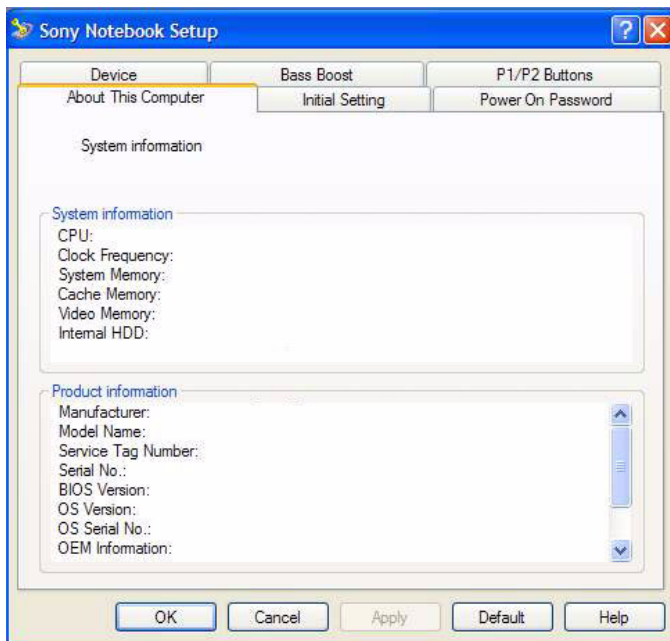 Sony Notebook Setup
Device
Bass Boost
P1/P2 Buttons
About This Computer
Initial Setting
Power On Password
System information
System information
CPU:
Clock Frequency:
System Memory:
Cache Memory:
Video Memory:
Internal HDD:
Product information
Manufacturer:
Model Name:
Service Tag Number:
Serial No.:
BIOS Version:
OS Version:
OS Serial No.:
OEM Information:
OK
Cancel
Apply
Default
Help